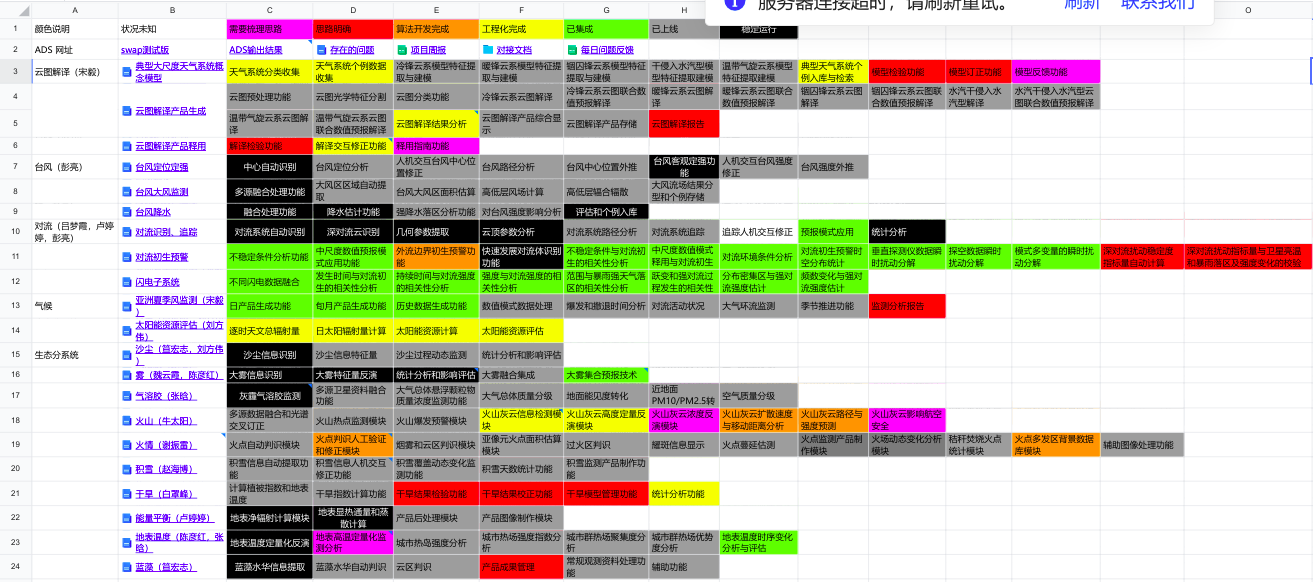 服务器连接超时，请刷新重试。 刷新 联系我们
A B C D E F G H O
1 颜色说明 状况未知 需要梳理思路 思路明确 算法开发完成 工程化完成 已集成 已上线 稳定运行
2 ADS 网址 swap测试版 ADS输出结果 存在的问题 项目周报 对接文档 每日问题反馈
3 云图解译（宋毅） 典型大尺度天气系统概念模型 天气系统分类收集 天气系统个例数据收集 冷锋云系模型特征提取与建模 暖锋云系模型特征提取与建模 锢囚锋云系模型特征提取与建模 干侵入水汽模型特征提取建模 温带气旋云系模型特征提取建模 典型天气系统个例入库与检索 模型检验功能 模型订正功能 模型反馈功能
4 云图解译产品生成 云图预处理功能 云图光学特征分割 云图分类功能 冷锋云系云图解译 冷锋云系云图联合数值预报解译 暖锋云系云图解译 暖锋云系云图联合数值预报解译 锢囚锋云系云图解译 锢囚锋云系云图联合数值预报解译 水汽干侵入水汽型解译 水汽干侵入水汽型云图联合数值预报解译
5 温带气旋云系云图解译 温带气旋云系云图联合数值预报解译 云图解译结果分析 云图解译产品综合显示 云图解译产品存储 云图解译报告
6 云图解译产品释用 解译检验功能 解译交互修正功能 释用指南功能
7 台风（彭亮） 台风定位定强 中心自动识别 台风定位分析 人机交互台风中心位置修正 台风路径分析 台风中心位置外推 台风客观定强功能 人机交互台风强度修正 台风强度外推
8 台风大风监测 多源融合处理功能 大风区区域自动提取 台风大风区面积估算 高低层风场计算 高低层辐合辐散 大风流场结果分型和个例存储
9 台风降水 融合处理功能 降水估计功能 强降水落区分析功能 对台风强度影响分析 评估和个例入库
10 对流（吕梦霞，卢婷婷，彭亮） 对流识别、追踪 对流系统自动识别 深对流云识别 几何参数提取 云顶参数分析 对流系统路径分析 对流系统追踪 追踪人机交互修正 预报模式应用 统计分析
11 对流初生预警 不稳定条件分析功能 中尺度数值预报模式应用功能 外流边界初生预警功能 快速发展对流体识别功能 不稳定条件与对流初生的相关性分析 中尺度数值模式释用与对流初生 对流环境条件分析 对流初生预警时空分布统计 垂直探测仪数据瞬时扰动分解 探空数据瞬时扰动分解 模式多变量的瞬时扰动分解 深对流扰动稳定度指标量自动计算 深对流扰动指标量与卫星高温和暴雨落区及强度变化的校验
12 闪电子系统 不同闪电数据融合 发生时间与对流初生的相关性分析 持续时间与对流强度的相关性分析 强度与对流强度的相关性分析 范围与暴雨强天气落区的相关性分析 跃变和强对流过程发生的相关性 分布密集区与强对流强度估计 频数变化与强对流强度估计
13 气候 亚洲夏季风监测（宋毅） 日产品生成功能 旬月产品生成功能 历史数据生成功能 数值模式数据处理 爆发和撤退时间分析 对流活动状况 大气环流监测 季节推进功能 监测分析报告
14 太阳能资源评估（刘方伟） 逐时天文总辐射量 日太阳辐射量计算 太阳能资源计算 太阳能资源评估
15 生态分系统 沙尘（笪宏志，刘方伟） 沙尘信息识别 沙尘信息特征量 沙尘过程动态监测 统计分析和影响评估
16 雾（魏云霞，陈彦红） 大雾信息识别 大雾特征量反演 统计分析和影响评估 大雾融合集成 大雾集合预报技术
17 气溶胶（张晗） 灰霾气溶胶监测 多源卫星资料融合功能 大气总体悬浮颗粒物质量浓度监测功能 大气总体质量分级 地面能见度转化 近地面PM10/PM2.5转 空气质量分级
18 火山（牛太阳） 多源数据融合和光谱交叉订正 火山热点监测模块 火山爆发预警模块 火山灰云信息检测模块 火山灰云高度定量反演模块 火山灰云浓度反演模块 火山灰云扩散速度与移动距离分析 火山灰云路径与强度预测 火山灰云影响航空安全
19 火情（谢振雷） 火点自动判识模块 火点判识人工验证和修正模块 烟雾和云区判识模块 亚像元火点面积估算模块 过火区判识 耀斑信息显示 火点蔓延估测 火点监测产品制作模块 火场动态变化分析模块 秸秆焚烧火点统计模块 火点多发区背景数据库模块 辅助图像处理功能
20 积雪（赵海博） 积雪信息自动提取功能 积雪信息人机交互修正功能 积雪覆盖动态变化监测功能 积雪天数统计功能 积雪监测产品制作功能
21 干旱（白罩峰） 计算植被指数和地表温度 干旱指数计算功能 干旱结果检验功能 干旱结果校正功能 干旱模型管理功能 统计分析功能
22 能量平衡（卢婷婷） 地表净辐射计算模块 地表显热通量和蒸散计算 产品后处理模块 产品图像制作模块
23 地表温度（陈彦红，张晗） 地表温度定量化反演 地表高温定量化监测分析 城市热岛强度分析 城市热场强度指数分析 城市群热场聚集度分析 城市群热场优势度分析 地表温度时序变化分析与评估
24 蓝藻（笪宏志） 蓝藻水华信息提取 蓝藻水华自动判识 云区判识 产品成果管理 常规观测资料处理功能 辅助功能